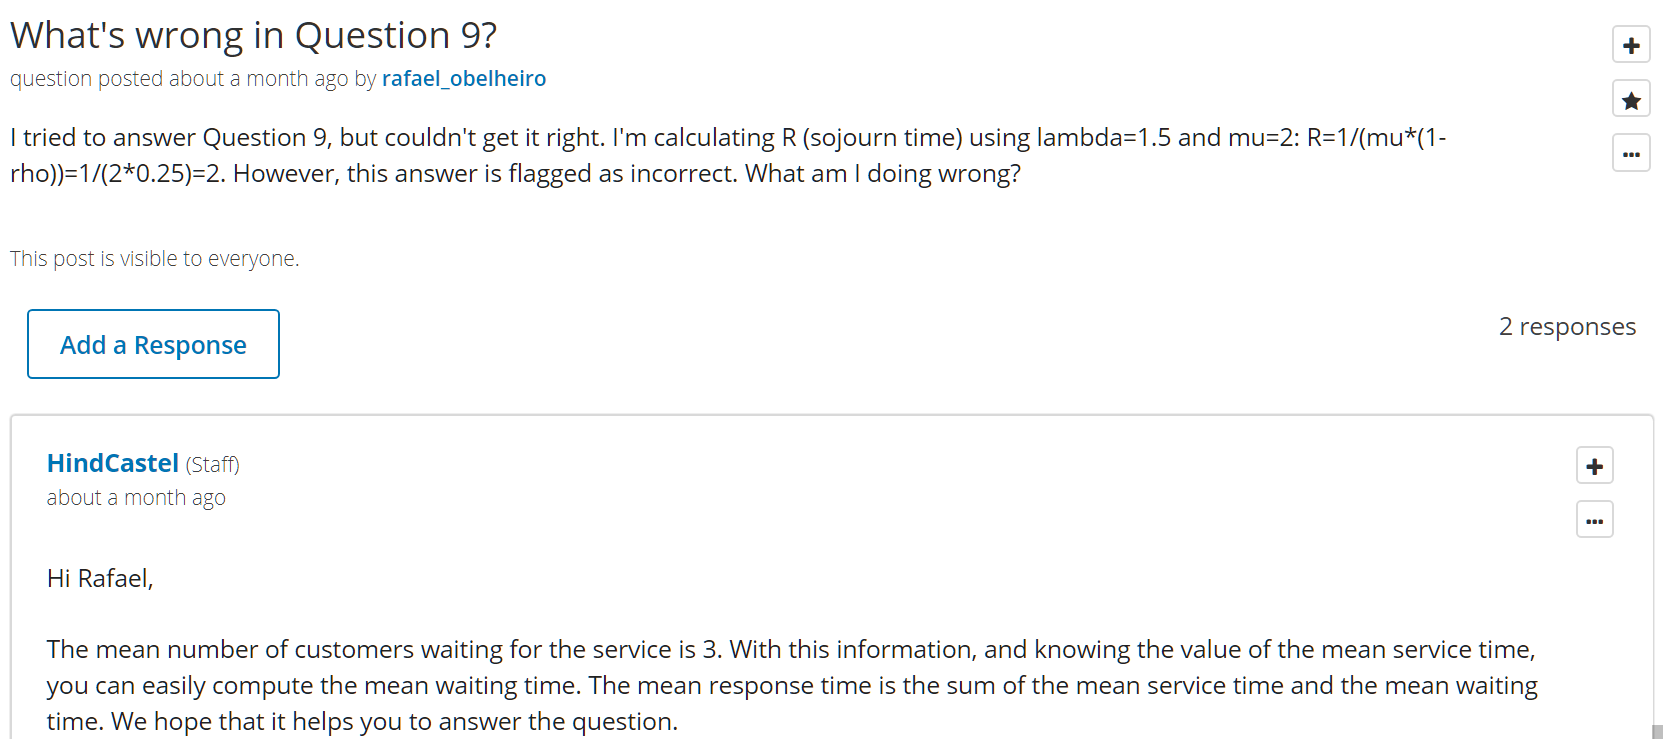 What's wrong in Question 9?
question posted about a month ago by rafael_obelheiro
I tried to answer Question 9, but couldn't get it right. I'm calculating R (sojourn time) using lambda=1.5 and mu=2: R=1/(mu*(1-
rho))=1/(2*0.25)=2. However, this answer is flagged as incorrect. What am I doing wrong?
This post is visible to everyone.
Add a Response
2 responses
HindCastel (Staff)
about a month ago
Hi Rafael,
The mean number of customers waiting for the service is 3. With this information, and knowing the value of the mean service time,
you can easily compute the mean waiting time. The mean response time is the sum of the mean service time and the mean waiting
time. We hope that it helps you to answer the question.